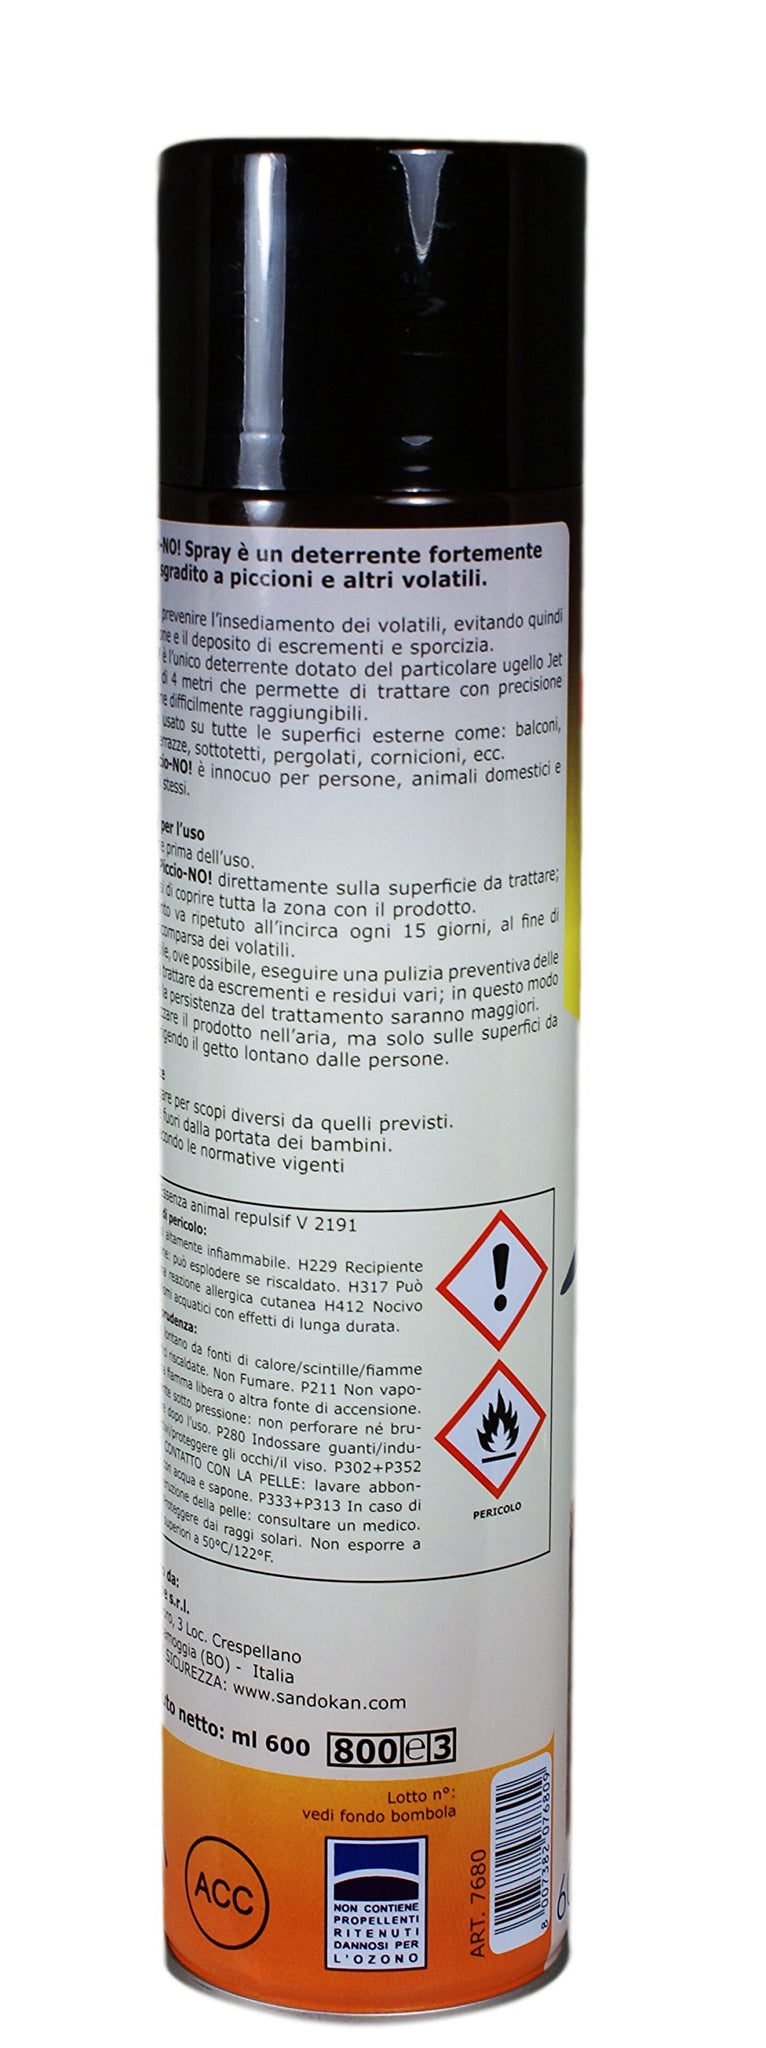 -NO! Spray è un deterrente fortemente
sgradito a piccioni e altri volatili.
prevenire l'insediamento dei volatili, evitando quindi
e il deposito di escrementi e sporcizia.
è l'unico deterrente dotato del particolare ugello Jet
di 4 metri che permette di trattare con precisione
difficilmente raggiungibili.
usato su tutte le superfici esterne come: balconi,
sottotetti, pergolati, cornicioni, ecc.
-NO! è innocuo per persone, animali domestici e
stessi.
per l'uso
prima dell'uso.
Piccio-NO! direttamente sulla superficie da trattare;
di coprire tutta la zona con il prodotto.
va ripetuto all'incirca ogni 15 giorni, al fine di
comparsa dei volatili.
ove possibile, eseguire una pulizia preventiva delle
trattare da escrementi e residui vari; in questo modo
la persistenza del trattamento saranno maggiori.
il prodotto nell'aria, ma solo sulle superfici da
il getto lontano dalle persone.
per scopi diversi da quelli previsti.
fuori dalla portata dei bambini.
le normative vigenti
essenza animal repulsif V 2191
di pericolo:
altamente infiammabile. H229 Recipiente
può esplodere se riscaldato. H317 Può
reazione allergica cutanea H412 Nocivo
acquatici con effetti di lunga durata.
lontano da fonti di calore/scintille/fiamme
riscaldate. Non Fumare. P211 Non vapo-
fiamma libera o altra fonte di accensione.
sotto pressione: non perforare né bru-
dopo l'uso. P280 Indossare guanti/indu-
/proteggere gli occhi/il viso. P302+P352
CONTATTO CON LA PELLE: lavare abbon-
acqua e sapone. P333+P313 In caso di
della pelle: consultare un medico.
dai raggi solari. Non esporre a
superiori a 50°C/122°F.
PERICOLO
da:
s.r.l.
3 Loc. Crespellano
(BO) - Italia
SICUREZZA: www.sandokan.com
netto: ml 600 800 e 3
Lotto n°:
vedi fondo bombola
ACC
NON CONTIENE
PROPELLENTI
RITENUTI
DANNOSI PER
L'OZONO
ART. 7680
8 007382 076809